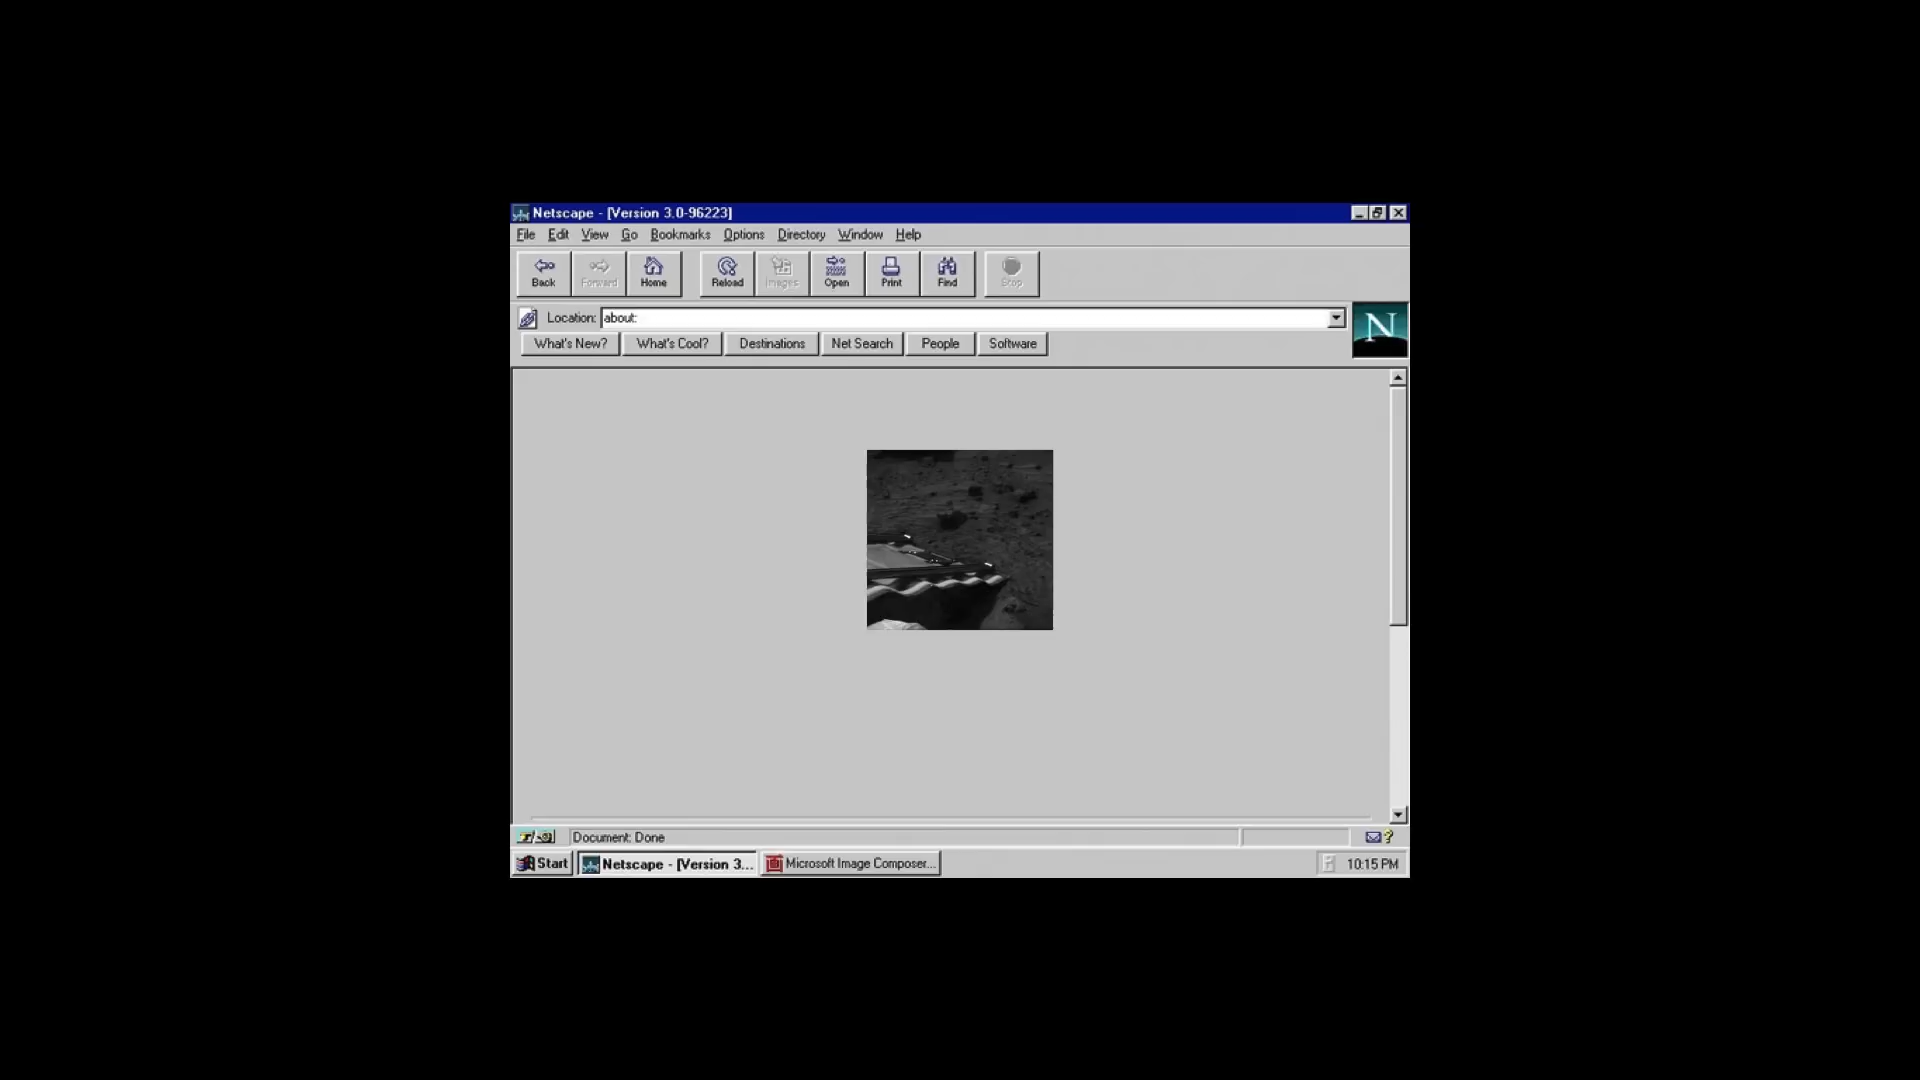 Netscape - [Version 3.0-96223]
File Edit View Go Bookmarks Options Directory Window Help
Back Forward Home Reload Images Open Print Find Stop
Location: about:
N
What's New? What's Cool? Destinations Net Search People Software
Document: Done
?
Start Netscape - [Version 3... Microsoft Image Composer... 10:15 PM